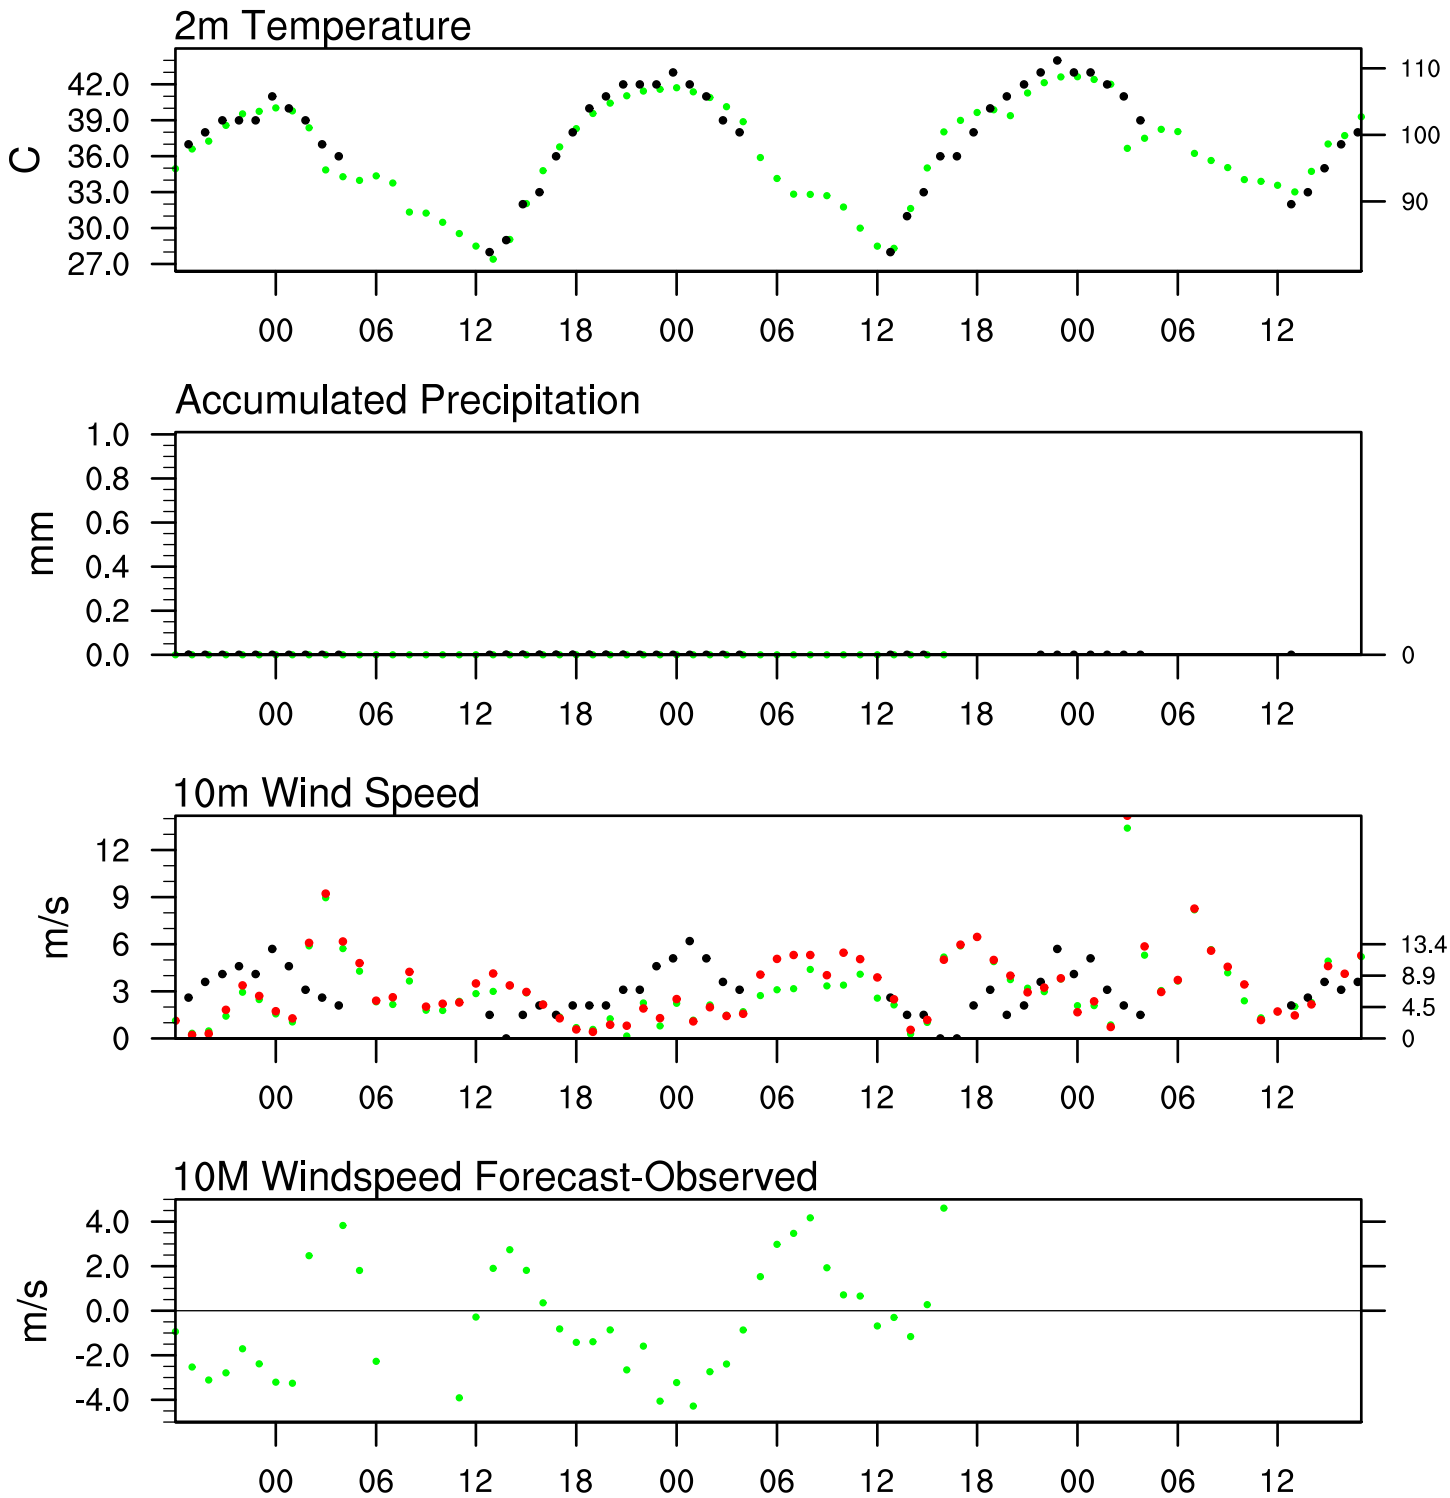 2m Temperature
C
42.0
39.0
36.0
33.0
30.0
27.0
110
100
90
00 06 12 18 00 06 12 18 00 06 12
Accumulated Precipitation
mm
1.0
0.8
0.6
0.4
0.2
0.0
0
00 06 12 18 00 06 12 18 00 06 12
10m Wind Speed
m/s
12
9
6
3
0
13.4
8.9
4.5
0
00 06 12 18 00 06 12 18 00 06 12
10M Windspeed Forecast-Observed
m/s
4.0
2.0
0.0
-2.0
-4.0
00 06 12 18 00 06 12 18 00 06 12